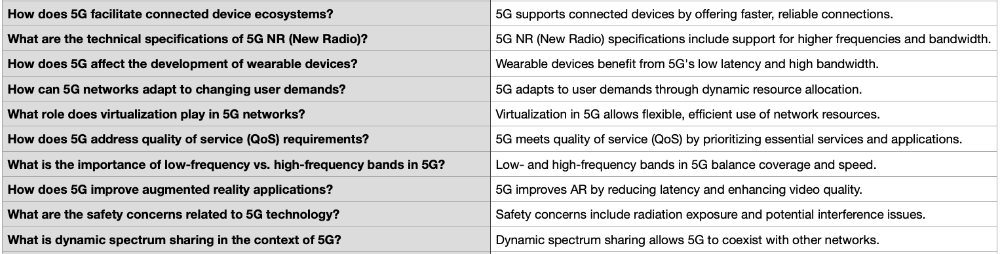 How does 5G facilitate connected device ecosystems? 5G supports connected devices by offering faster, reliable connections.
What are the technical specifications of 5G NR (New Radio)? 5G NR (New Radio) specifications include support for higher frequencies and bandwidth.
How does 5G affect the development of wearable devices? Wearable devices benefit from 5G's low latency and high bandwidth.
How can 5G networks adapt to changing user demands? 5G adapts to user demands through dynamic resource allocation.
What role does virtualization play in 5G networks? Virtualization in 5G allows flexible, efficient use of network resources.
How does 5G address quality of service (QoS) requirements? 5G meets quality of service (QoS) by prioritizing essential services and applications.
What is the importance of low-frequency vs. high-frequency bands in 5G? Low- and high-frequency bands in 5G balance coverage and speed.
How does 5G improve augmented reality applications? 5G improves AR by reducing latency and enhancing video quality.
What are the safety concerns related to 5G technology? Safety concerns include radiation exposure and potential interference issues.
What is dynamic spectrum sharing in the context of 5G? Dynamic spectrum sharing allows 5G to coexist with other networks.